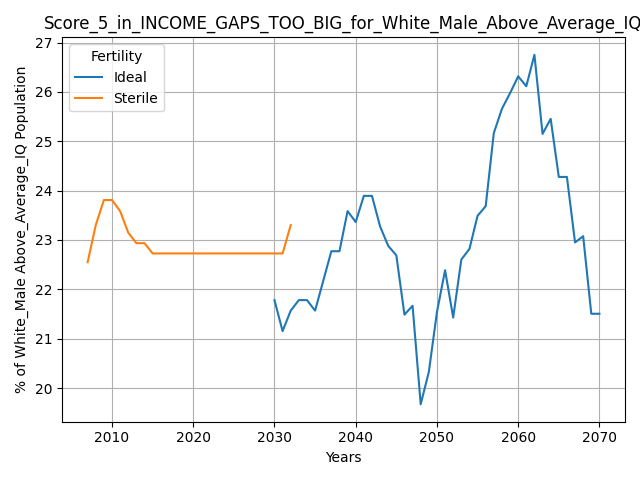 Score_5_in_INCOME_GAPS_TOO_BIG_for_White_Male_Above_Average_IQ
% of White_Male Above_Average_IQ Population
27
26
25
24
23
22
21
20
Fertility
Ideal
Sterile
2010 2020 2030 2040 2050 2060 2070
Years